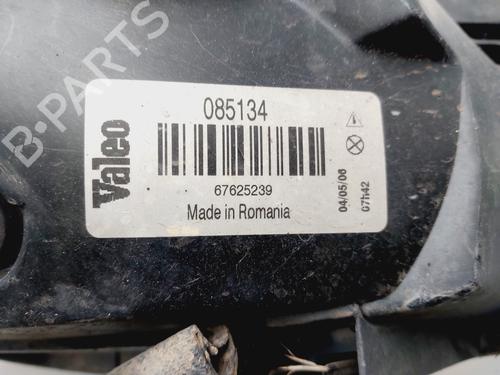 B-PARTS
Valeo
085134
67625239
Made in Romania
04/05/06
07h42